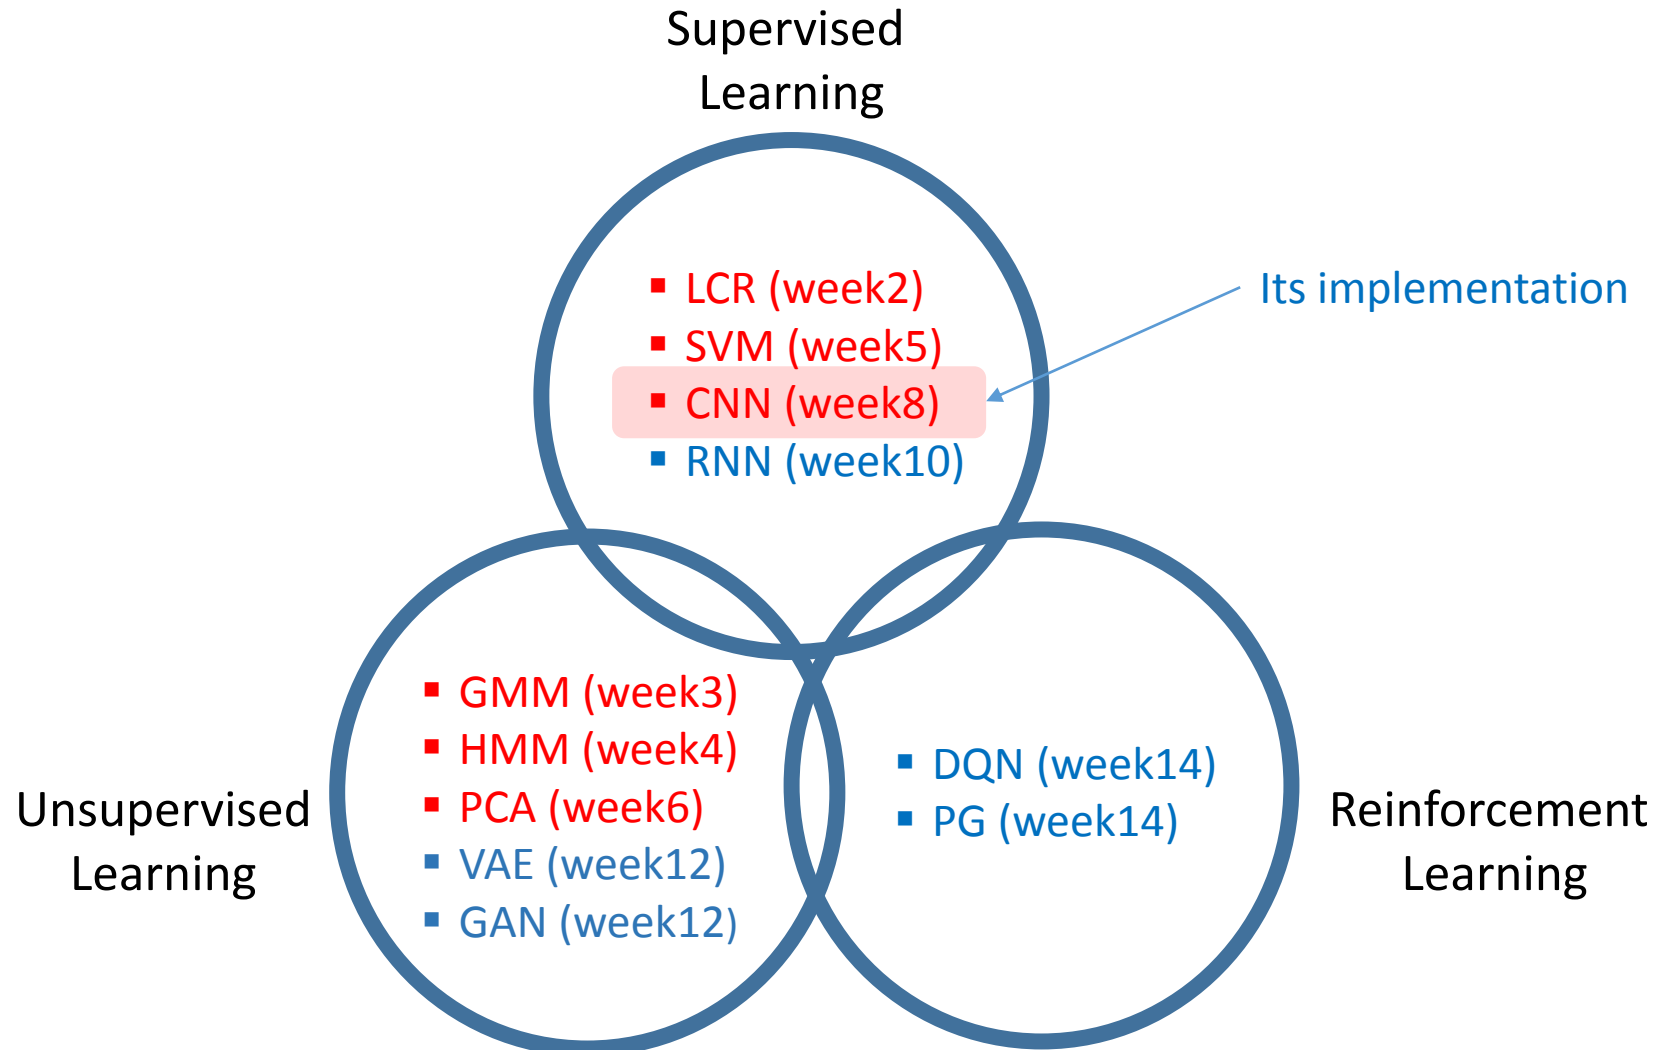 Supervised
Learning
▪ LCR (week2)
▪ SVM (week5)
▪ CNN (week8)
▪ RNN (week10)
Its implementation
▪ GMM (week3)
▪ HMM (week4)
▪ PCA (week6)
▪ VAE (week12)
▪ GAN (week12)
Unsupervised
Learning
▪ DQN (week14)
▪ PG (week14)
Reinforcement
Learning